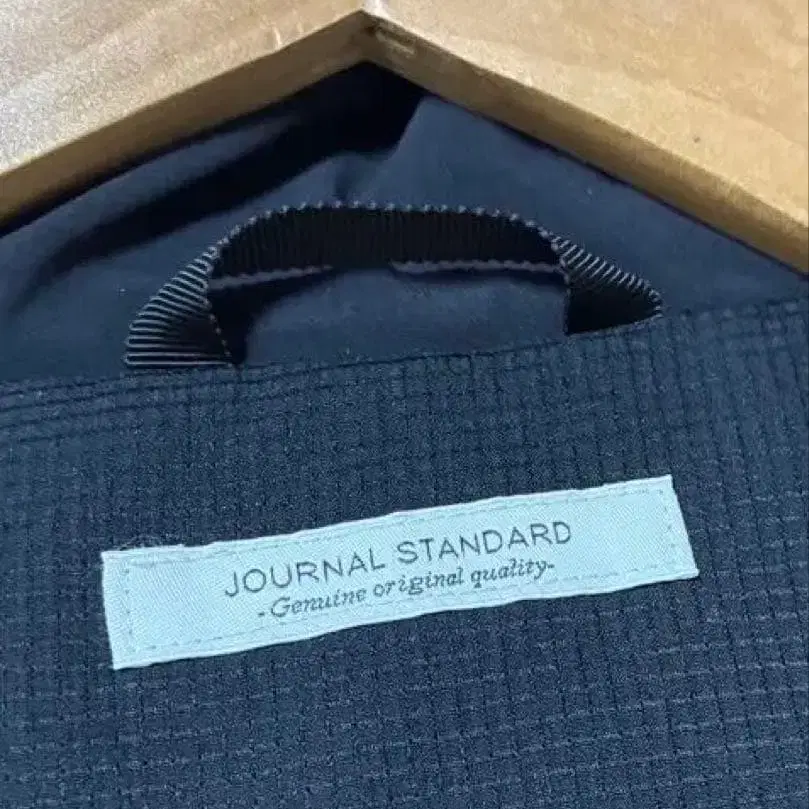 JOURNAL STANDARD
-Genuine original quality-